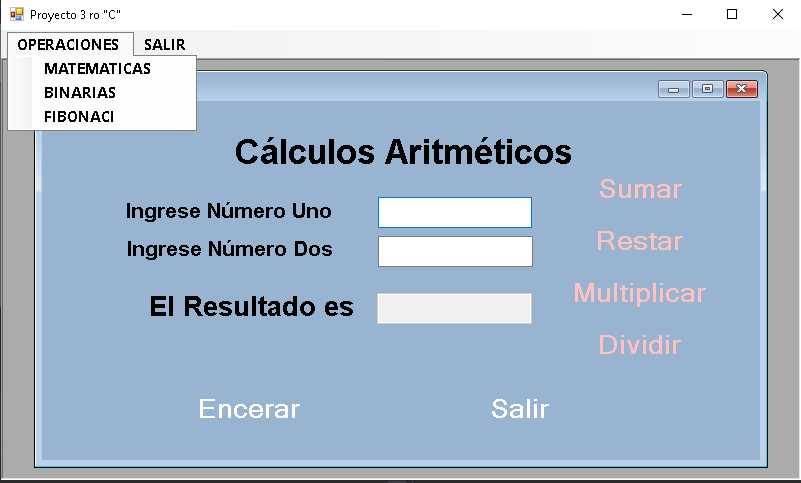 Proyecto 3 ro "C"
OPERACIONES SALIR
MATEMATICAS
BINARIAS
FIBONACI
Cálculos Aritméticos
Sumar
Ingrese Número Uno
Restar
Ingrese Número Dos
Multiplicar
El Resultado es
Dividir
Encerar Salir